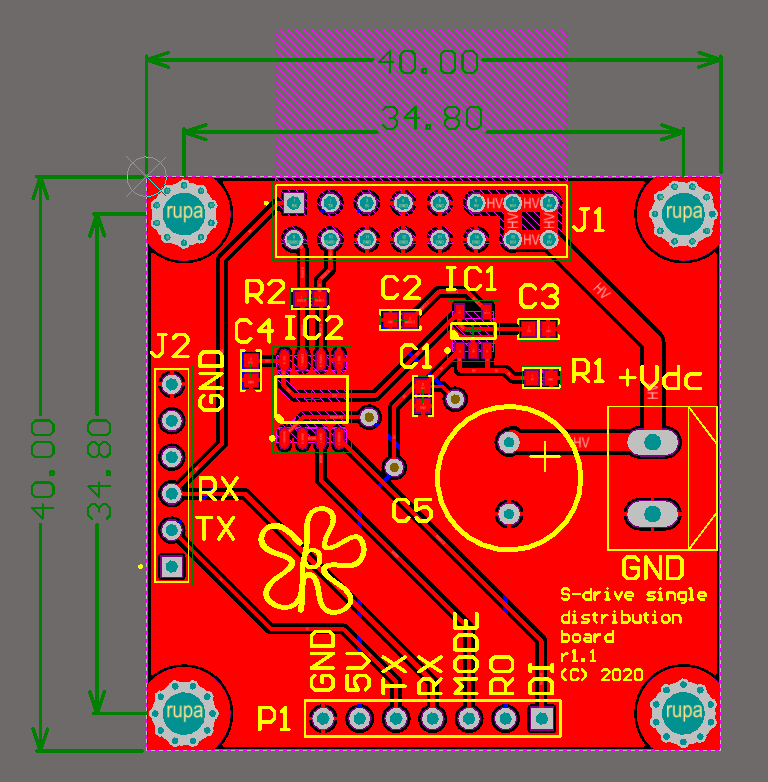 40.00
34.80
rupa
rupa
J1
HV
HV
HV
HV
HV
HV
R2
C2
IC1
C3
C4
IC2
J2
C1
R1
+Vdc
GND
HV
40.00
34.80
RX
TX
C5
GND
S-drive single
distribution
board
r1.1
(C) 2020
GND
5V
TX
RX
MODE
RO
DI
P1
rupa
rupa